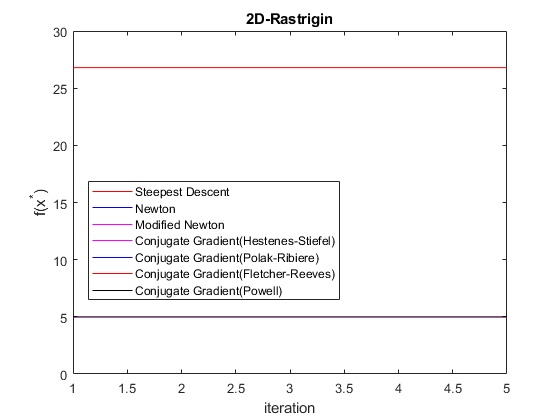 2D-Rastrigin
30
25
20
15
10
5
0
f(x*)
Steepest Descent
Newton
Modified Newton
Conjugate Gradient(Hestenes-Stiefel)
Conjugate Gradient(Polak-Ribiere)
Conjugate Gradient(Fletcher-Reeves)
Conjugate Gradient(Powell)
1 1.5 2 2.5 3 3.5 4 4.5 5
iteration